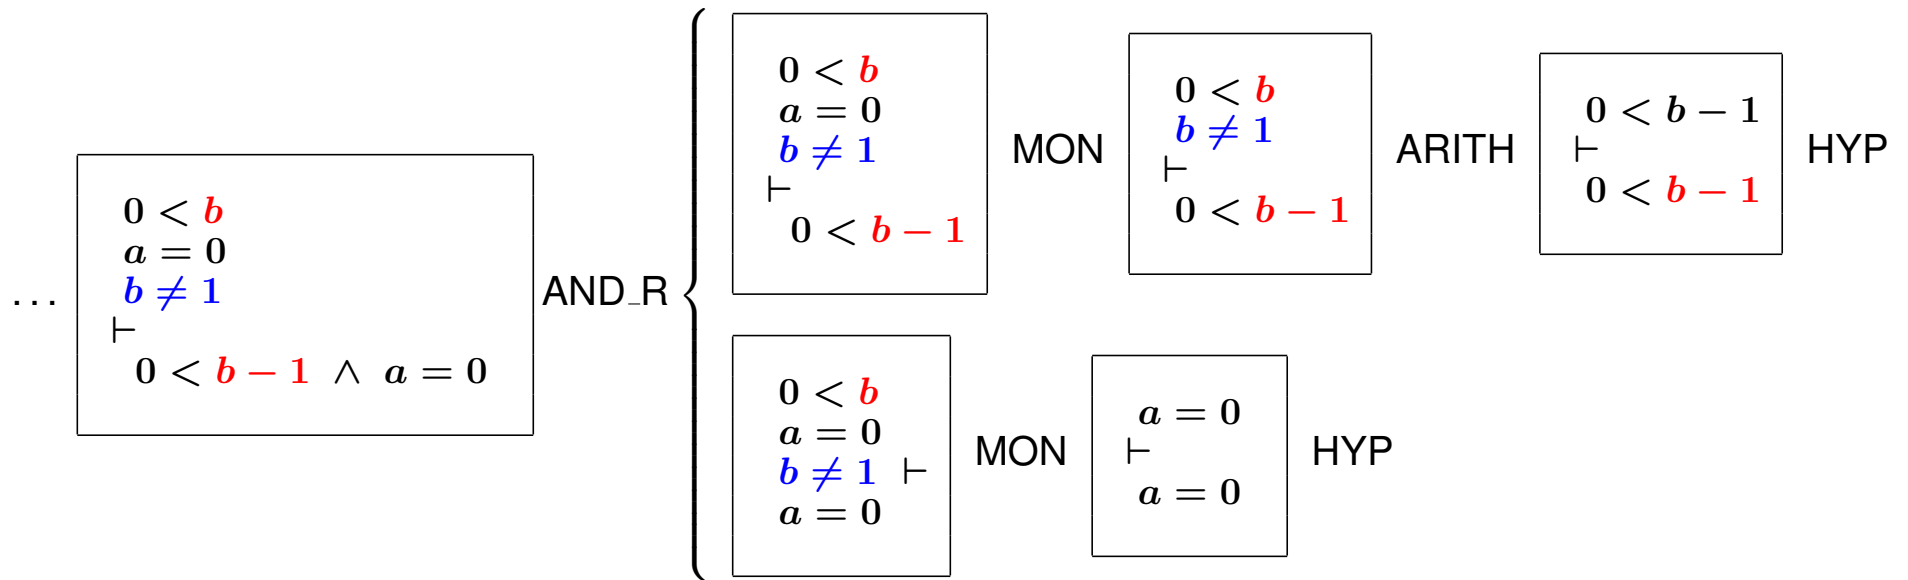 ...
0 < b
a = 0
b ≠ 1
⊢
0 < b − 1 ∧ a = 0
AND_R
0 < b
a = 0
b ≠ 1
⊢
0 < b − 1
MON
0 < b
b ≠ 1
⊢
0 < b − 1
ARITH
0 < b − 1
⊢
0 < b − 1
HYP
0 < b
a = 0
b ≠ 1 ⊢
a = 0
MON
a = 0
⊢
a = 0
HYP